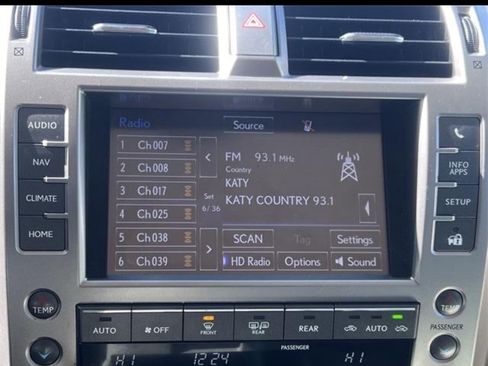 Radio
Source
AUDIO
NAV
CLIMATE
HOME
1 Ch 007
2 Ch 008
3 Ch 017
4 Ch 025
5 Ch 038
6 Ch 039
Set
6/36
FM 93.1 MHz
Country
KATY
KATY COUNTRY 93.1
SCAN
Tag
Settings
HD Radio
Options
Sound
INFO
APPS
SETUP
TEMP
AUTO
OFF
FRONT
REAR
REAR
AUTO
TEMP
PASSENGER
PASSENGER
HI
12:24
HI